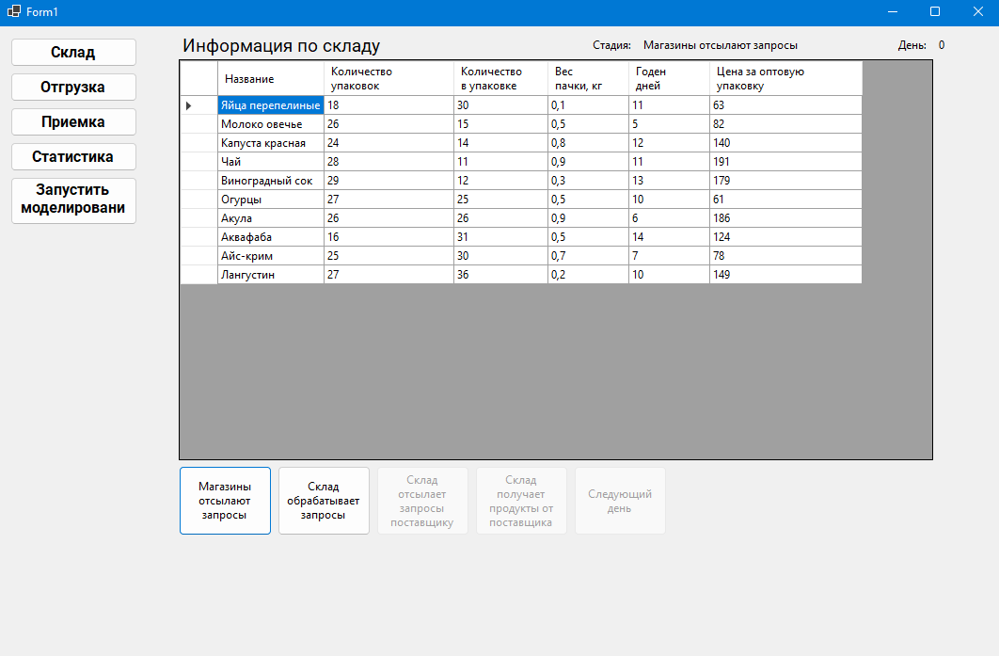 Form1
Склад
Отгрузка
Приемка
Статистика
Запустить
моделировани
Информация по складу
Стадия: Магазины отсылают запросы
День: 0
Название Количество упаковок Количество в упаковке Вес пачки, кг Годен дней Цена за оптовую упаковку
Яйца перепелиные 18 30 0,1 11 63
Молоко овечье 26 15 0,5 5 82
Капуста красная 24 14 0,8 12 140
Чай 28 11 0,9 11 191
Виноградный сок 29 12 0,3 13 179
Огурцы 27 25 0,5 10 61
Акула 26 26 0,9 6 186
Аквафаба 16 31 0,5 14 124
Айс-крим 25 30 0,7 7 78
Лангустин 27 36 0,2 10 149
Магазины
отсылают
запросы
Склад
обрабатывает
запросы
Склад
отсылает
запросы
поставщику
Склад
получает
продукты от
поставщика
Следующий
день